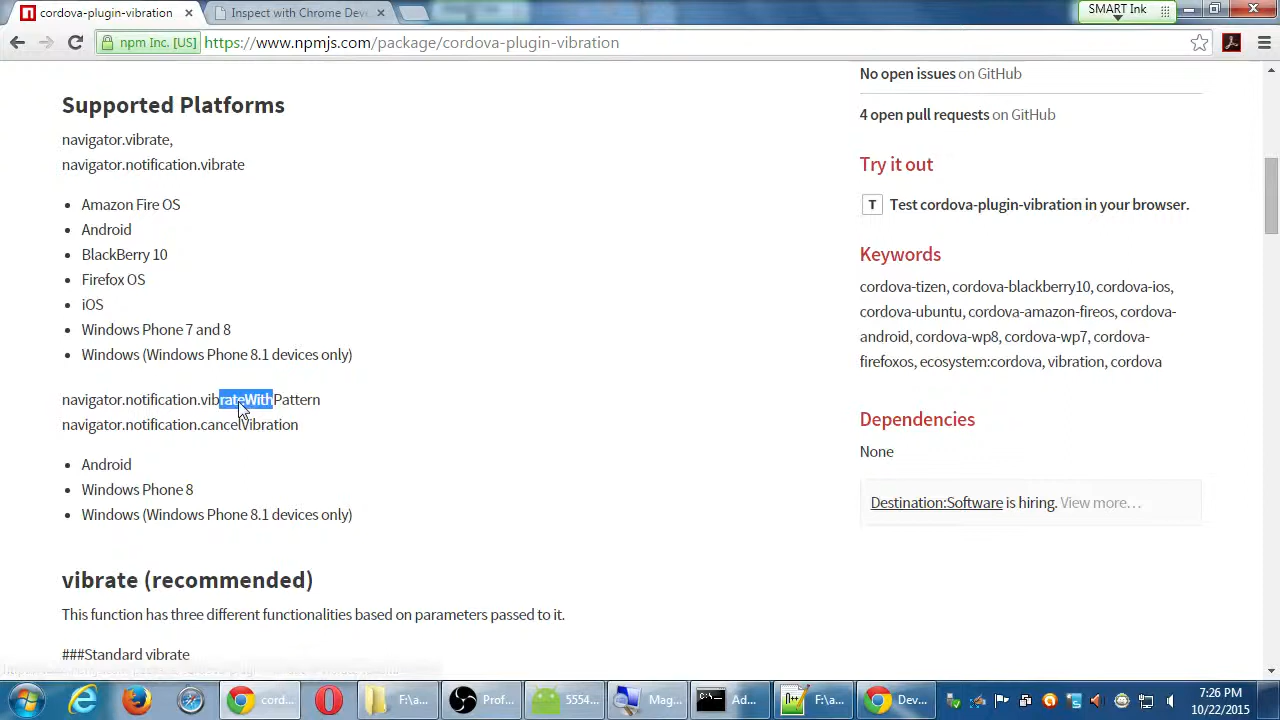 cordova-plugin-vibration
Inspect with Chrome Deve
SMART Ink
npm Inc. [US]
https://www.npmjs.com/package/cordova-plugin-vibration
Supported Platforms
navigator.vibrate,
navigator.notification.vibrate
Amazon Fire OS
Android
BlackBerry 10
Firefox OS
iOS
Windows Phone 7 and 8
Windows (Windows Phone 8.1 devices only)
navigator.notification.vibrateWithPattern
navigator.notification.cancelVibration
Android
Windows Phone 8
Windows (Windows Phone 8.1 devices only)
vibrate (recommended)
This function has three different functionalities based on parameters passed to it.
###Standard vibrate
No open issues on GitHub
4 open pull requests on GitHub
Try it out
T Test cordova-plugin-vibration in your browser.
Keywords
cordova-tizen, cordova-blackberry10, cordova-ios,
cordova-ubuntu, cordova-amazon-fireos, cordova-
android, cordova-wp8, cordova-wp7, cordova-
firefoxos, ecosystem:cordova, vibration, cordova
Dependencies
None
Destination:Software is hiring. View more…
cord...
F:\a...
Prof...
5554...
Mag...
Ad...
F:\a...
Dev...
7:26 PM
10/22/2015